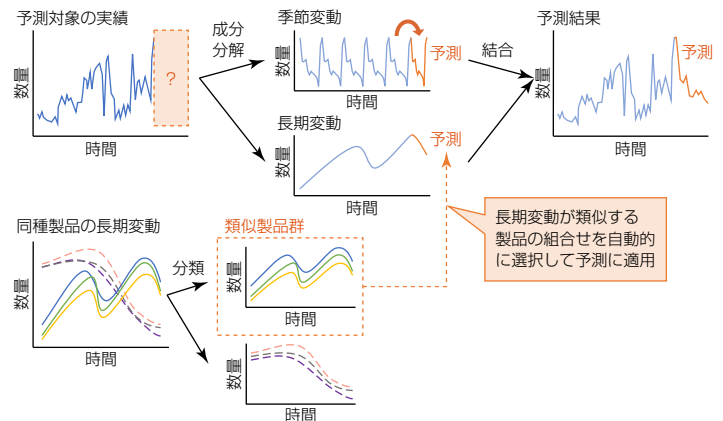 予測対象の実績
数量
?
時間
成分
分解
季節変動
数量
予測
時間
長期変動
数量
予測
時間
結合
予測結果
数量
予測
時間
同種製品の長期変動
数量
時間
分類
類似製品群
数量
時間
数量
時間
長期変動が類似する
製品の組合せを自動的
に選択して予測に適用